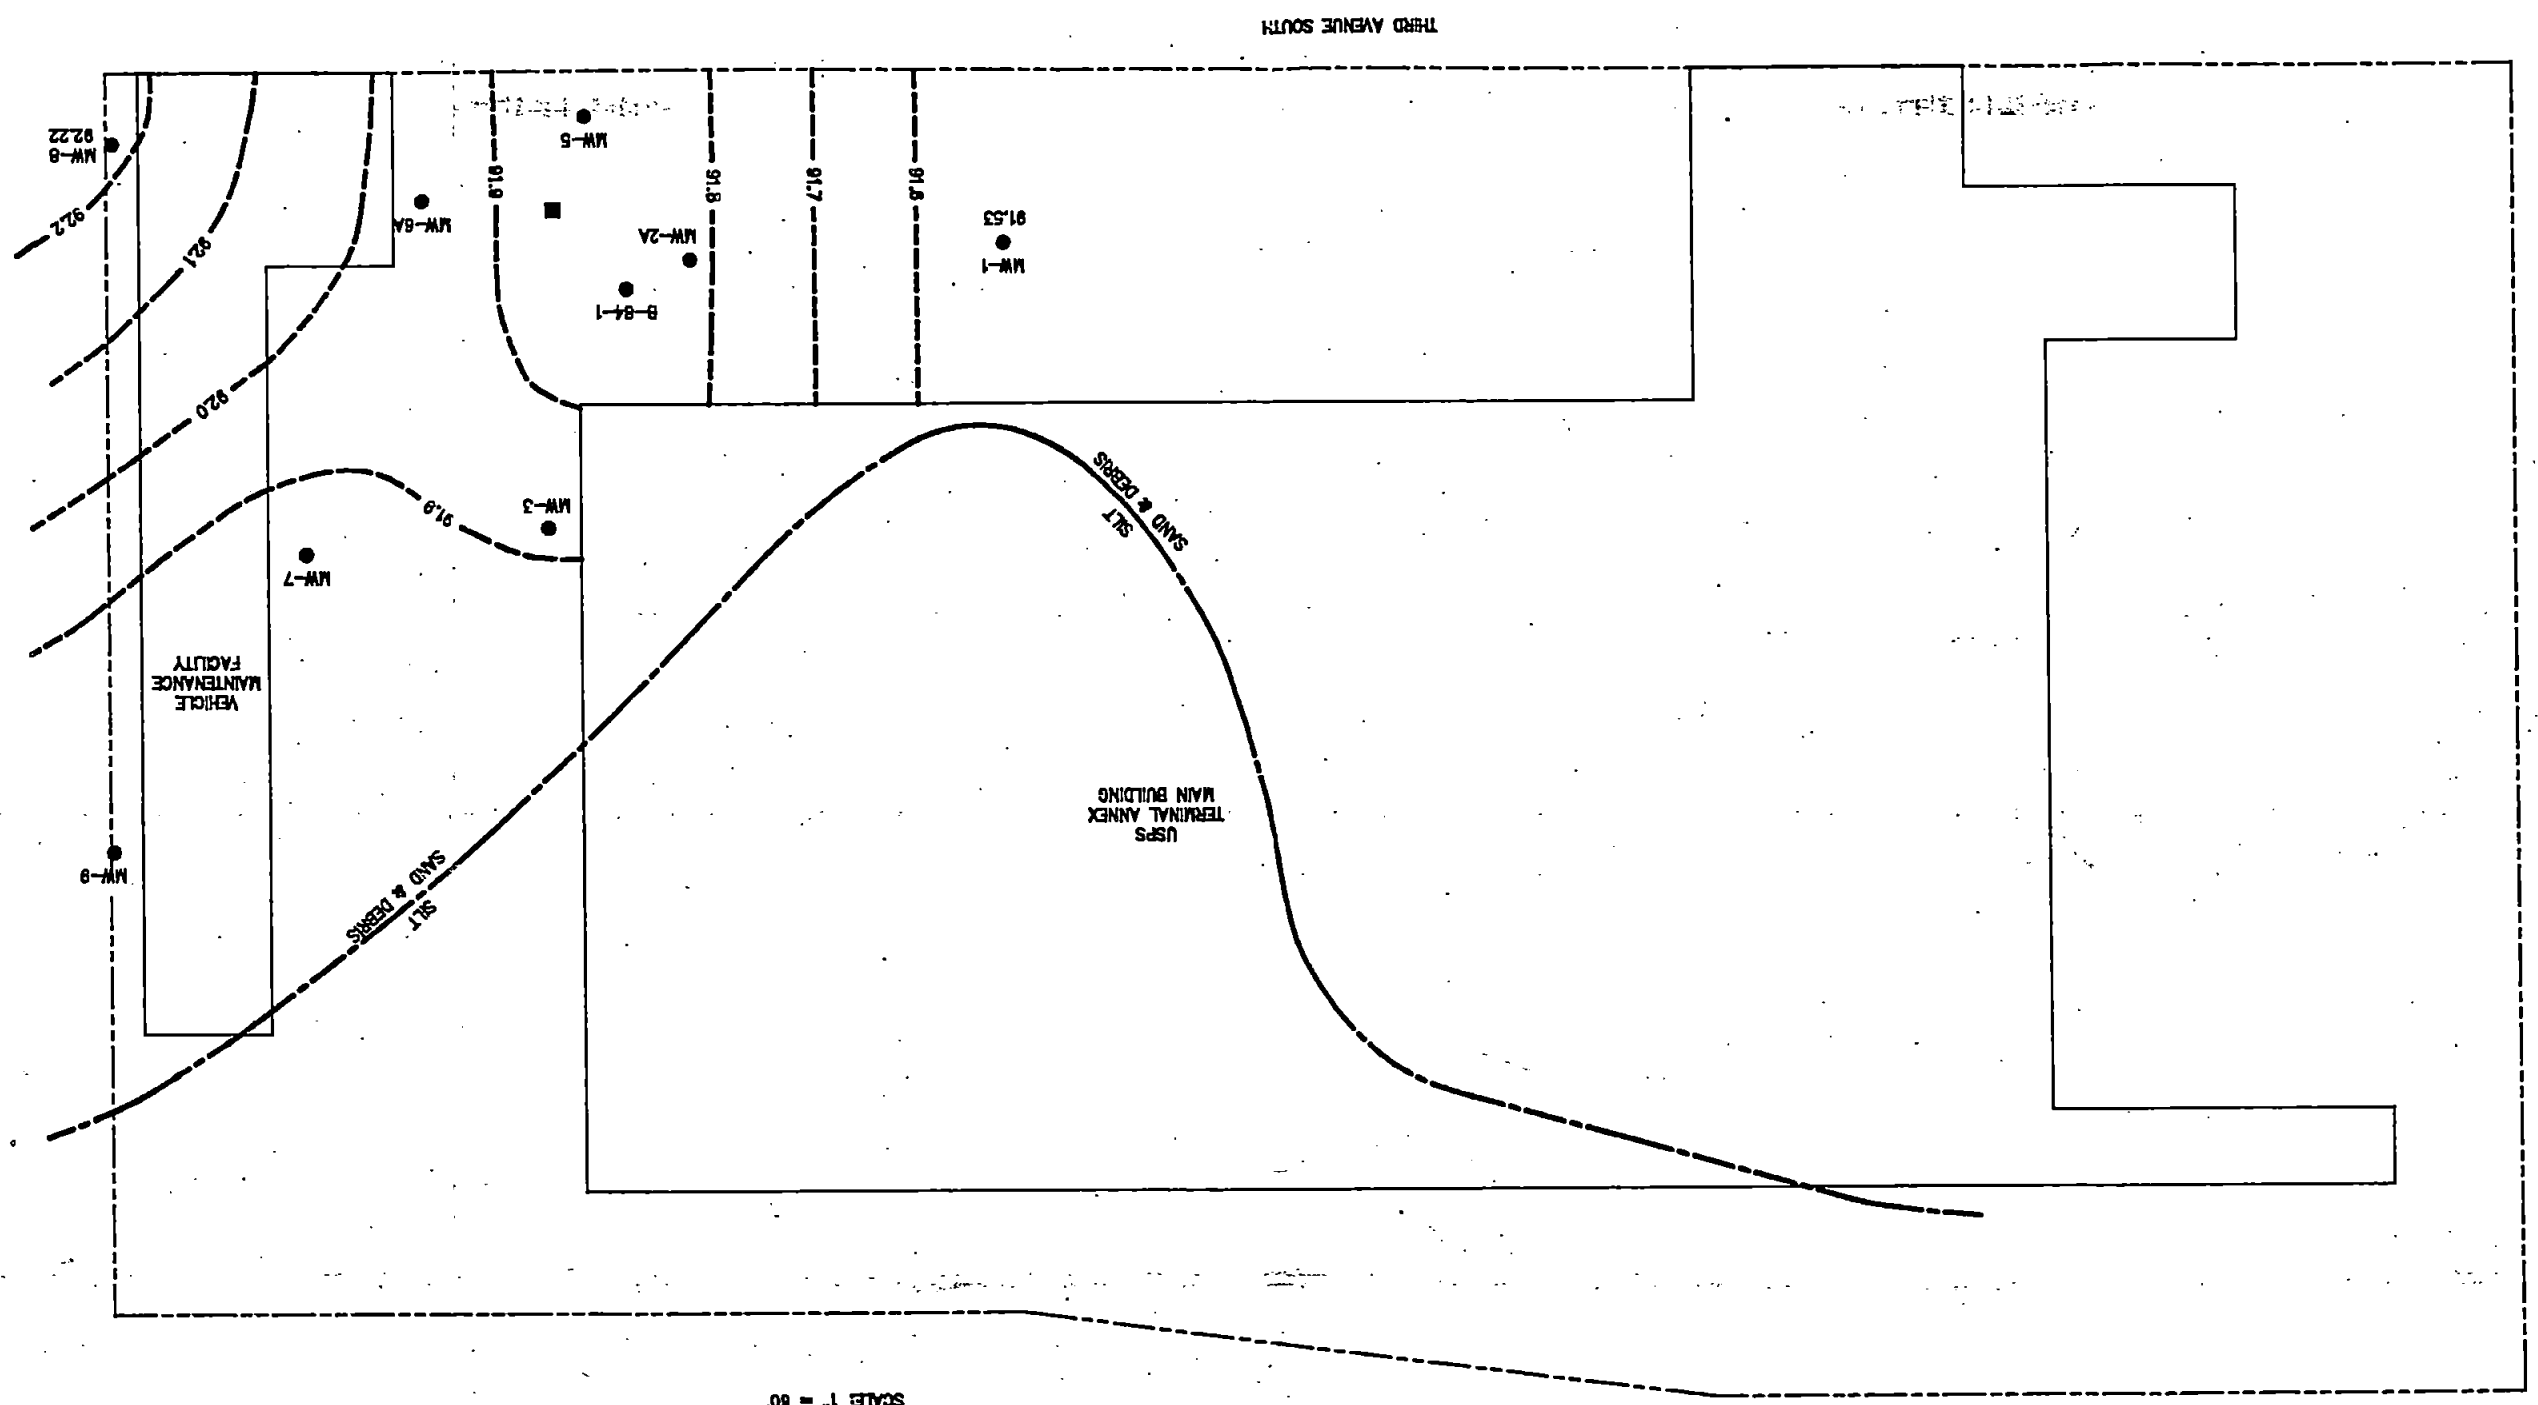 SCALE: 1" = 60'
SILT
SAND & DEBRIS
MW-9
USPS
TERMINAL ANNEX
MAIN BUILDING
VEHICLE
MAINTENANCE
FACILITY
MW-7
SILT
SAND & DEBRIS
91.9
MW-3
92.0
B-84-1
MW-1
91.53
MW-2A
92.1
MW-6A
92.2
91.6
91.7
91.8
91.9
MW-8
92.22
MW-5
THIRD AVENUE SOUTH